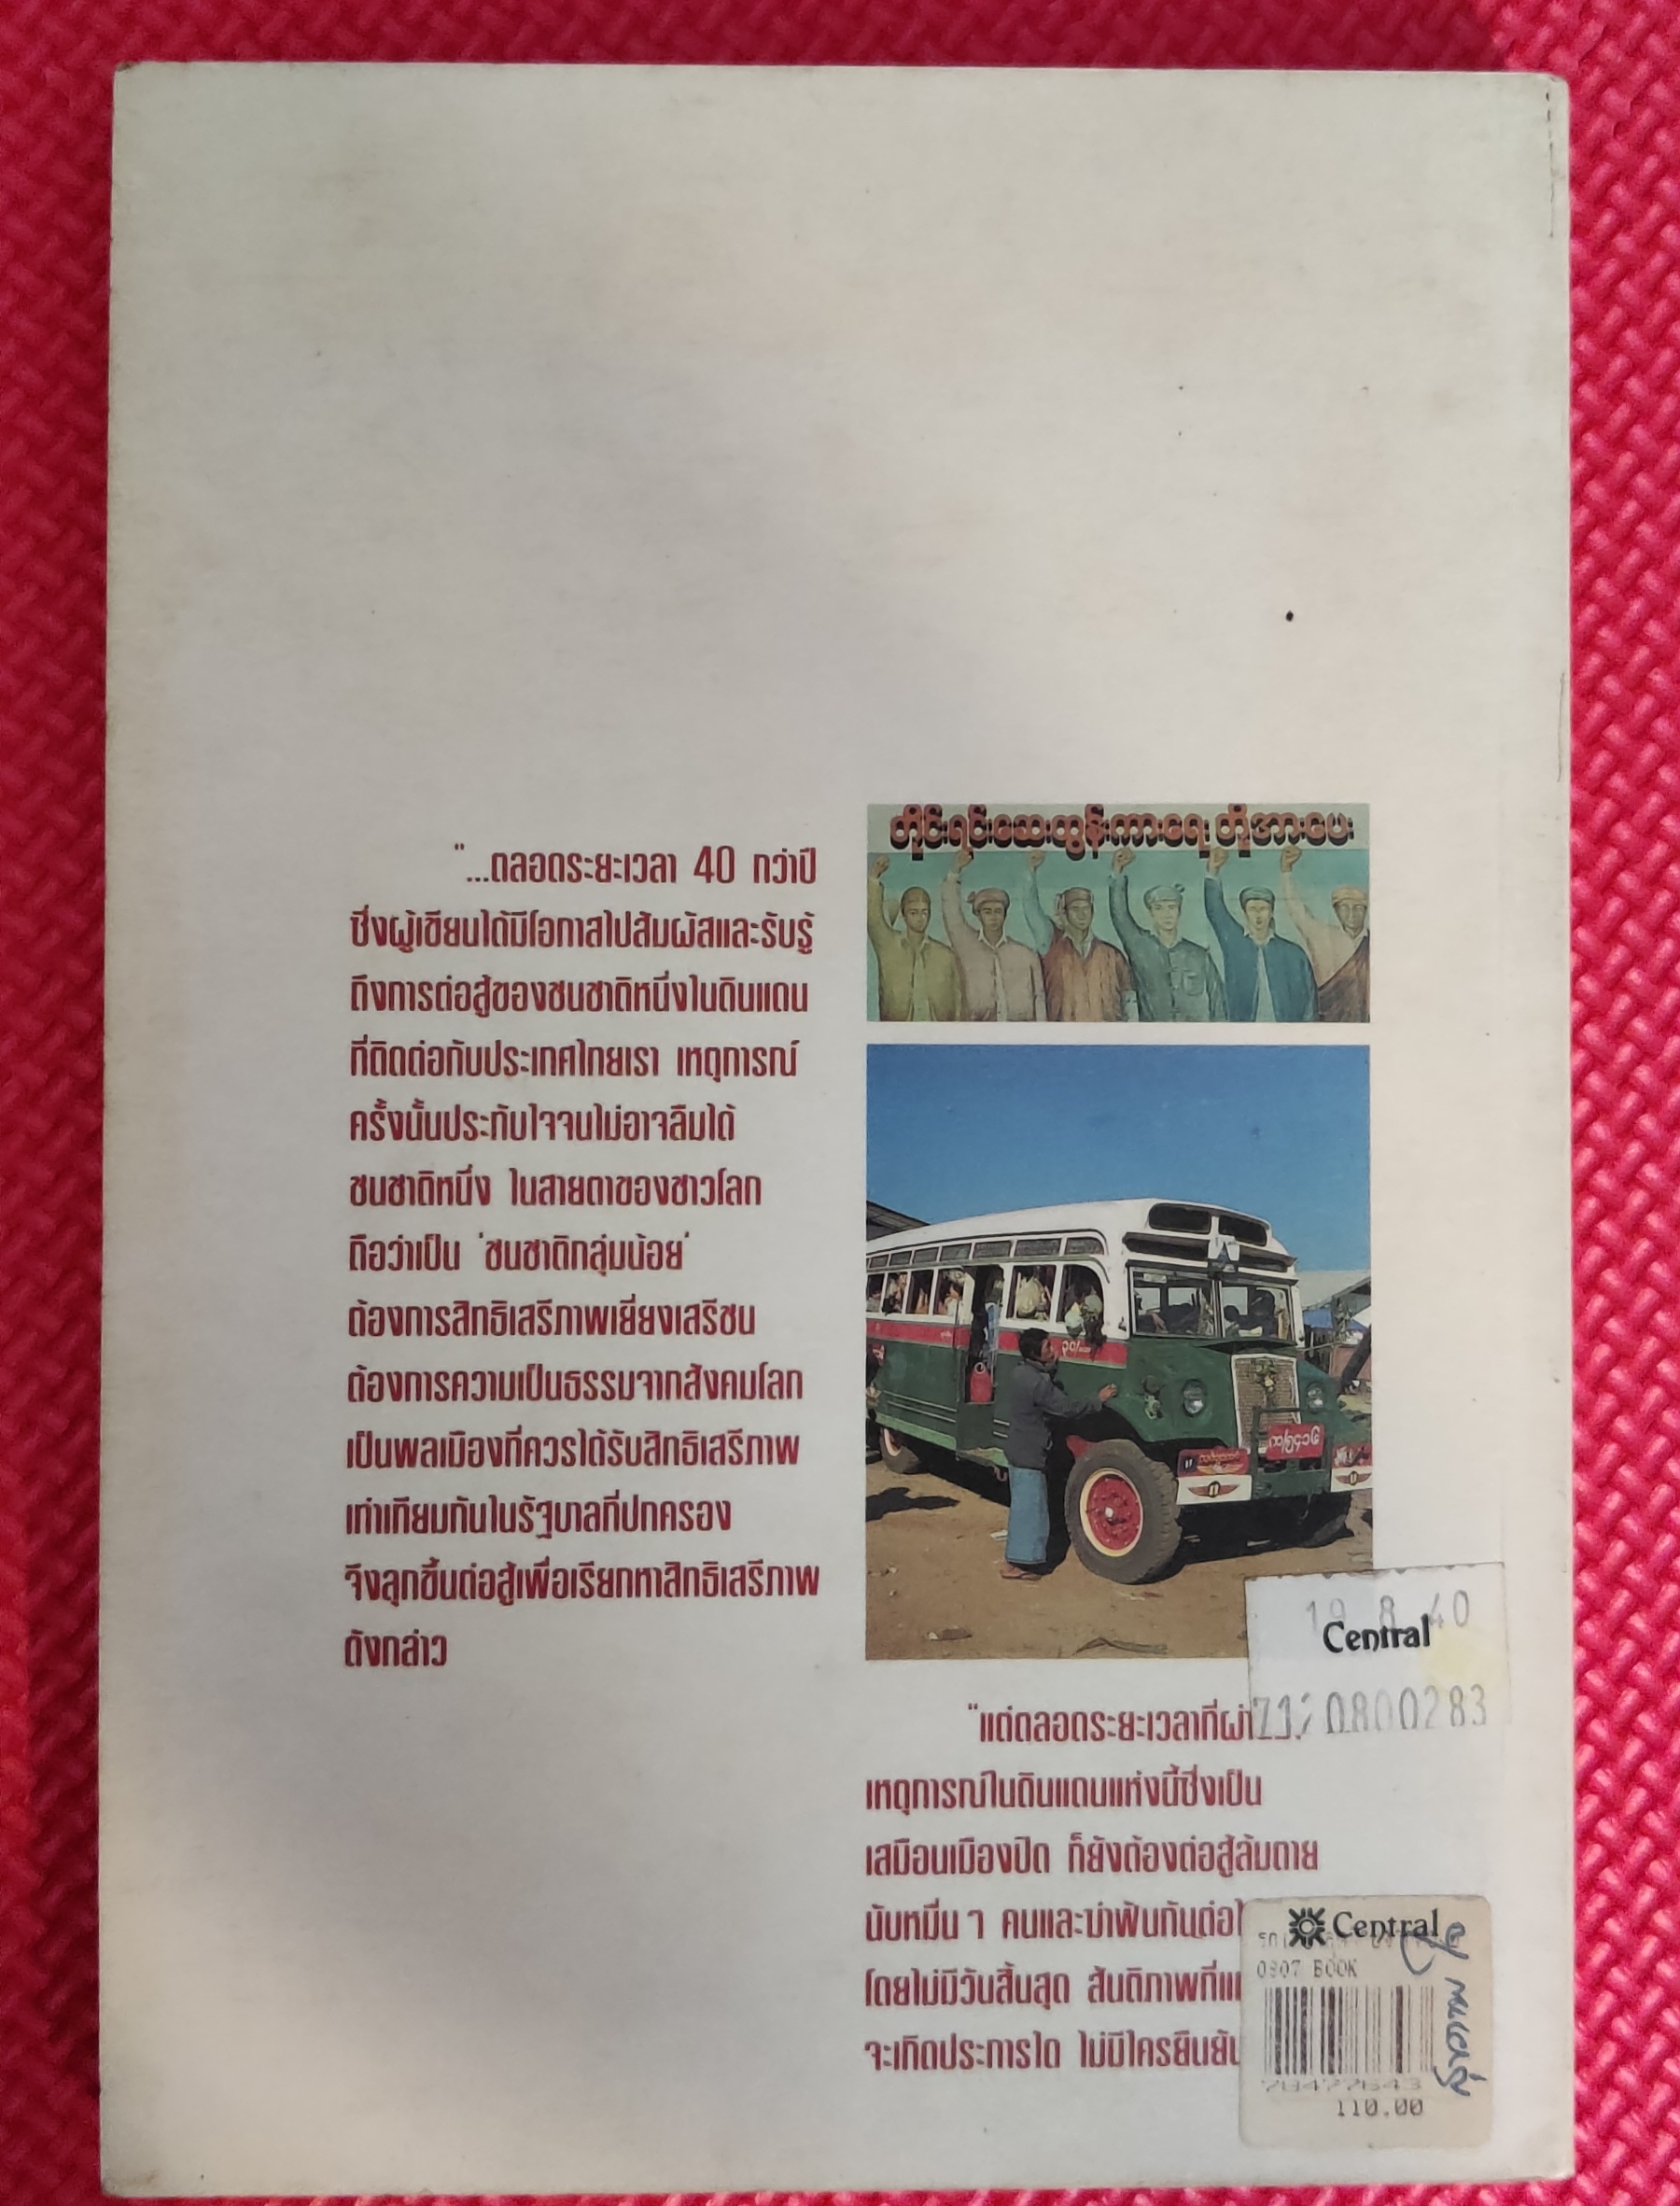 "...ตลอดระยะเวลา 40 กว่าปี
ซึ่งผู้เขียนได้มีโอกาสไปสัมผัสและรับรู้
ถึงการต่อสู้ของชนชาติหนึ่งในดินแดน
ที่ติดต่อกับประเทศไทยเรา เหตุการณ์
ครั้งนั้นประทับใจจนไม่อาจลืมได้
ชนชาติหนึ่ง ในสายตาของชาวโลก
ถือว่าเป็น 'ชนชาติกลุ่มน้อย'
ต้องการสิทธิเสรีภาพเยี่ยงเสรีชน
ต้องการความเป็นธรรมจากสังคมโลก
เป็นพลเมืองที่ควรได้รับสิทธิเสรีภาพ
เท่าเทียมกันในรัฐบาลที่ปกครอง
จึงลุกขึ้นต่อสู้เพื่อเรียกหาสิทธิเสรีภาพ
ดังกล่าว
တိုင်းရင်းဆေးထွန်းကားရေး တို့အားပေး
"แต่ตลอดระยะเวลาที่ผ่า
เหตุการณ์ในดินแดนแห่งนี้ซึ่งเป็น
เสมือนเมืองปิด ก็ยังต้องต่อสู้ล้มตาย
นับหมื่น ๆ คนและฆ่าฟันกันต่อไ
โดยไม่มีวันสิ้นสุด สันติภาพที่แ
จะเกิดประการใด ไม่มีใครยืนยัน
19 8 40
Central
0800283
Central
0907 BOOK
78477643
110.00